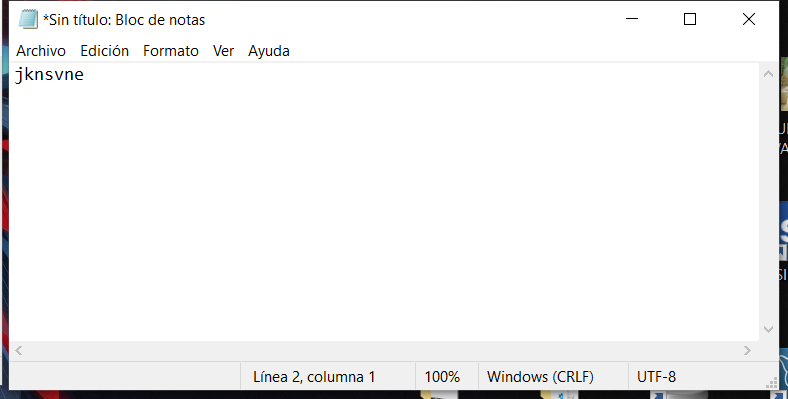 *Sin título: Bloc de notas
Archivo Edición Formato Ver Ayuda
jknsvne
Línea 2, columna 1 100% Windows (CRLF) UTF-8